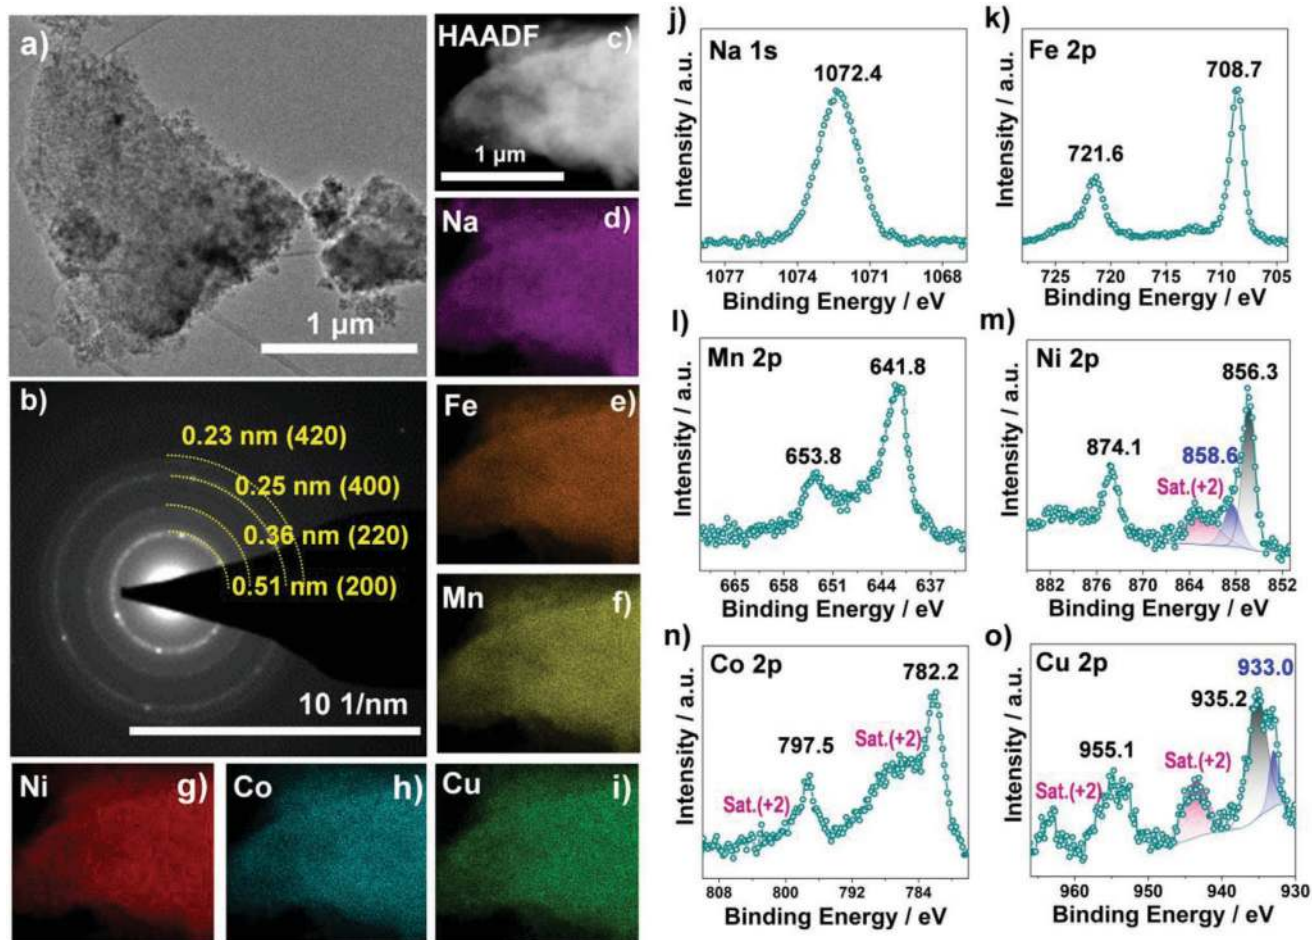 a)
1 µm
b)
0.23 nm (420)
0.25 nm (400)
0.36 nm (220)
0.51 nm (200)
10 1/nm
HAADF
c)
1 µm
Na
d)
Fe
e)
Mn
f)
Ni
g)
Co
h)
Cu
i)
j)
Na 1s
1072.4
Intensity / a.u.
1077 1074 1071 1068
Binding Energy / eV
k)
Fe 2p
708.7
721.6
Intensity / a.u.
725 720 715 710 705
Binding Energy / eV
l)
Mn 2p
641.8
653.8
Intensity / a.u.
665 658 651 644 637
Binding Energy / eV
m)
Ni 2p
856.3
874.1
858.6
Sat.(+2)
Intensity / a.u.
882 876 870 864 858 852
Binding Energy / eV
n)
Co 2p
782.2
Sat.(+2)
797.5
Sat.(+2)
Intensity / a.u.
808 800 792 784
Binding Energy / eV
o)
Cu 2p
933.0
935.2
955.1
Sat.(+2)
Sat.(+2)
Intensity / a.u.
960 950 940 930
Binding Energy / eV